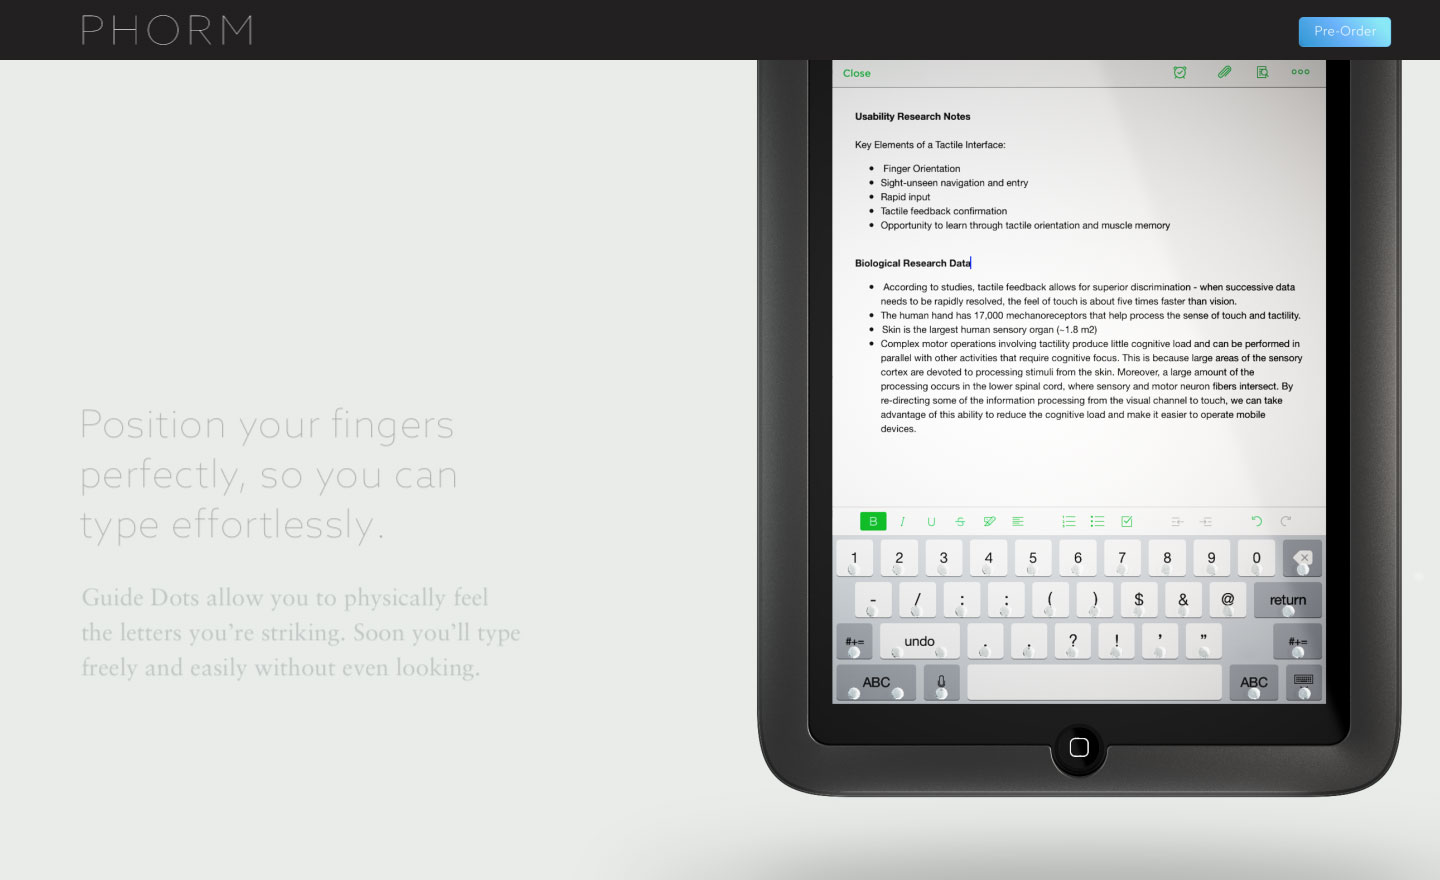 PHORM
Pre-Order
Close
Usability Research Notes
Key Elements of a Tactile Interface:
• Finger Orientation
• Sight-unseen navigation and entry
• Rapid input
• Tactile feedback confirmation
• Opportunity to learn through tactile orientation and muscle memory
Biological Research Data
• According to studies, tactile feedback allows for superior discrimination - when successive data
needs to be rapidly resolved, the feel of touch is about five times faster than vision.
• The human hand has 17,000 mechanoreceptors that help process the sense of touch and tactility.
• Skin is the largest human sensory organ (~1.8 m2)
• Complex motor operations involving tactility produce little cognitive load and can be performed in
parallel with other activities that require cognitive focus. This is because large areas of the sensory
cortex are devoted to processing stimuli from the skin. Moreover, a large amount of the
processing occurs in the lower spinal cord, where sensory and motor neuron fibers intersect. By
re-directing some of the information processing from the visual channel to touch, we can take
advantage of this ability to reduce the cognitive load and make it easier to operate mobile
devices.
Position your fingers
perfectly, so you can
type effortlessly.
Guide Dots allow you to physically feel
the letters you're striking. Soon you'll type
freely and easily without even looking.
B I U S
1 2 3 4 5 6 7 8 9 0
- / : : ( ) $ & @ return
#+= undo . . ? ! ' " #+=
ABC ABC